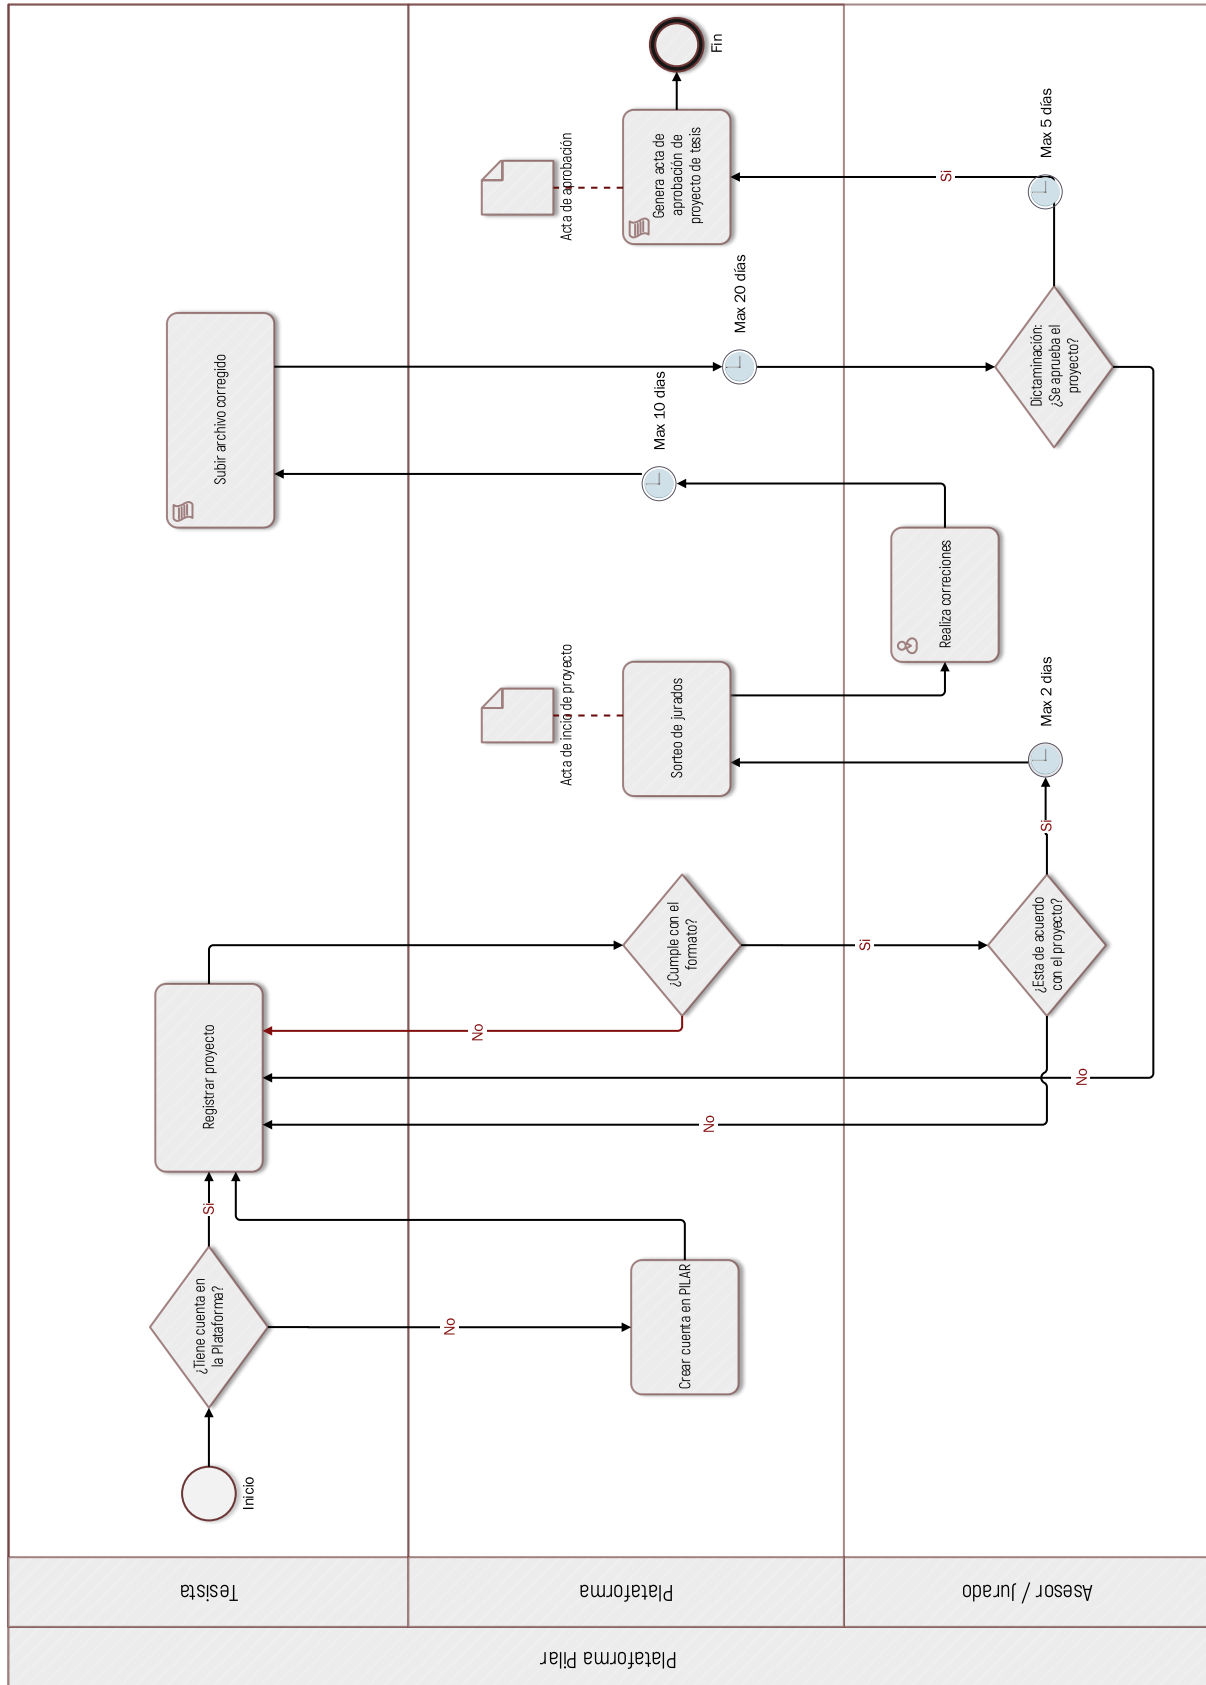 Plataforma Pilar
Tesista
Plataforma
Asesor / Jurado
Inicio
¿Tiene cuenta en
la Plataforma?
Si
No
Crear cuenta en PILAR
Registrar proyecto
No
No
No
¿Cumple con el
formato?
Si
¿Esta de acuerdo
con el proyecto?
Si
Max 2 dias
Sorteo de jurados
Acta de incio de proyecto
Realiza correciones
Max 10 dias
Subir archivo corregido
Max 20 días
Dictaminación:
¿Se aprueba el
proyecto?
Max 5 días
Si
Genera acta de
aprobación de
proyecto de tesis
Acta de aprobación
Fin